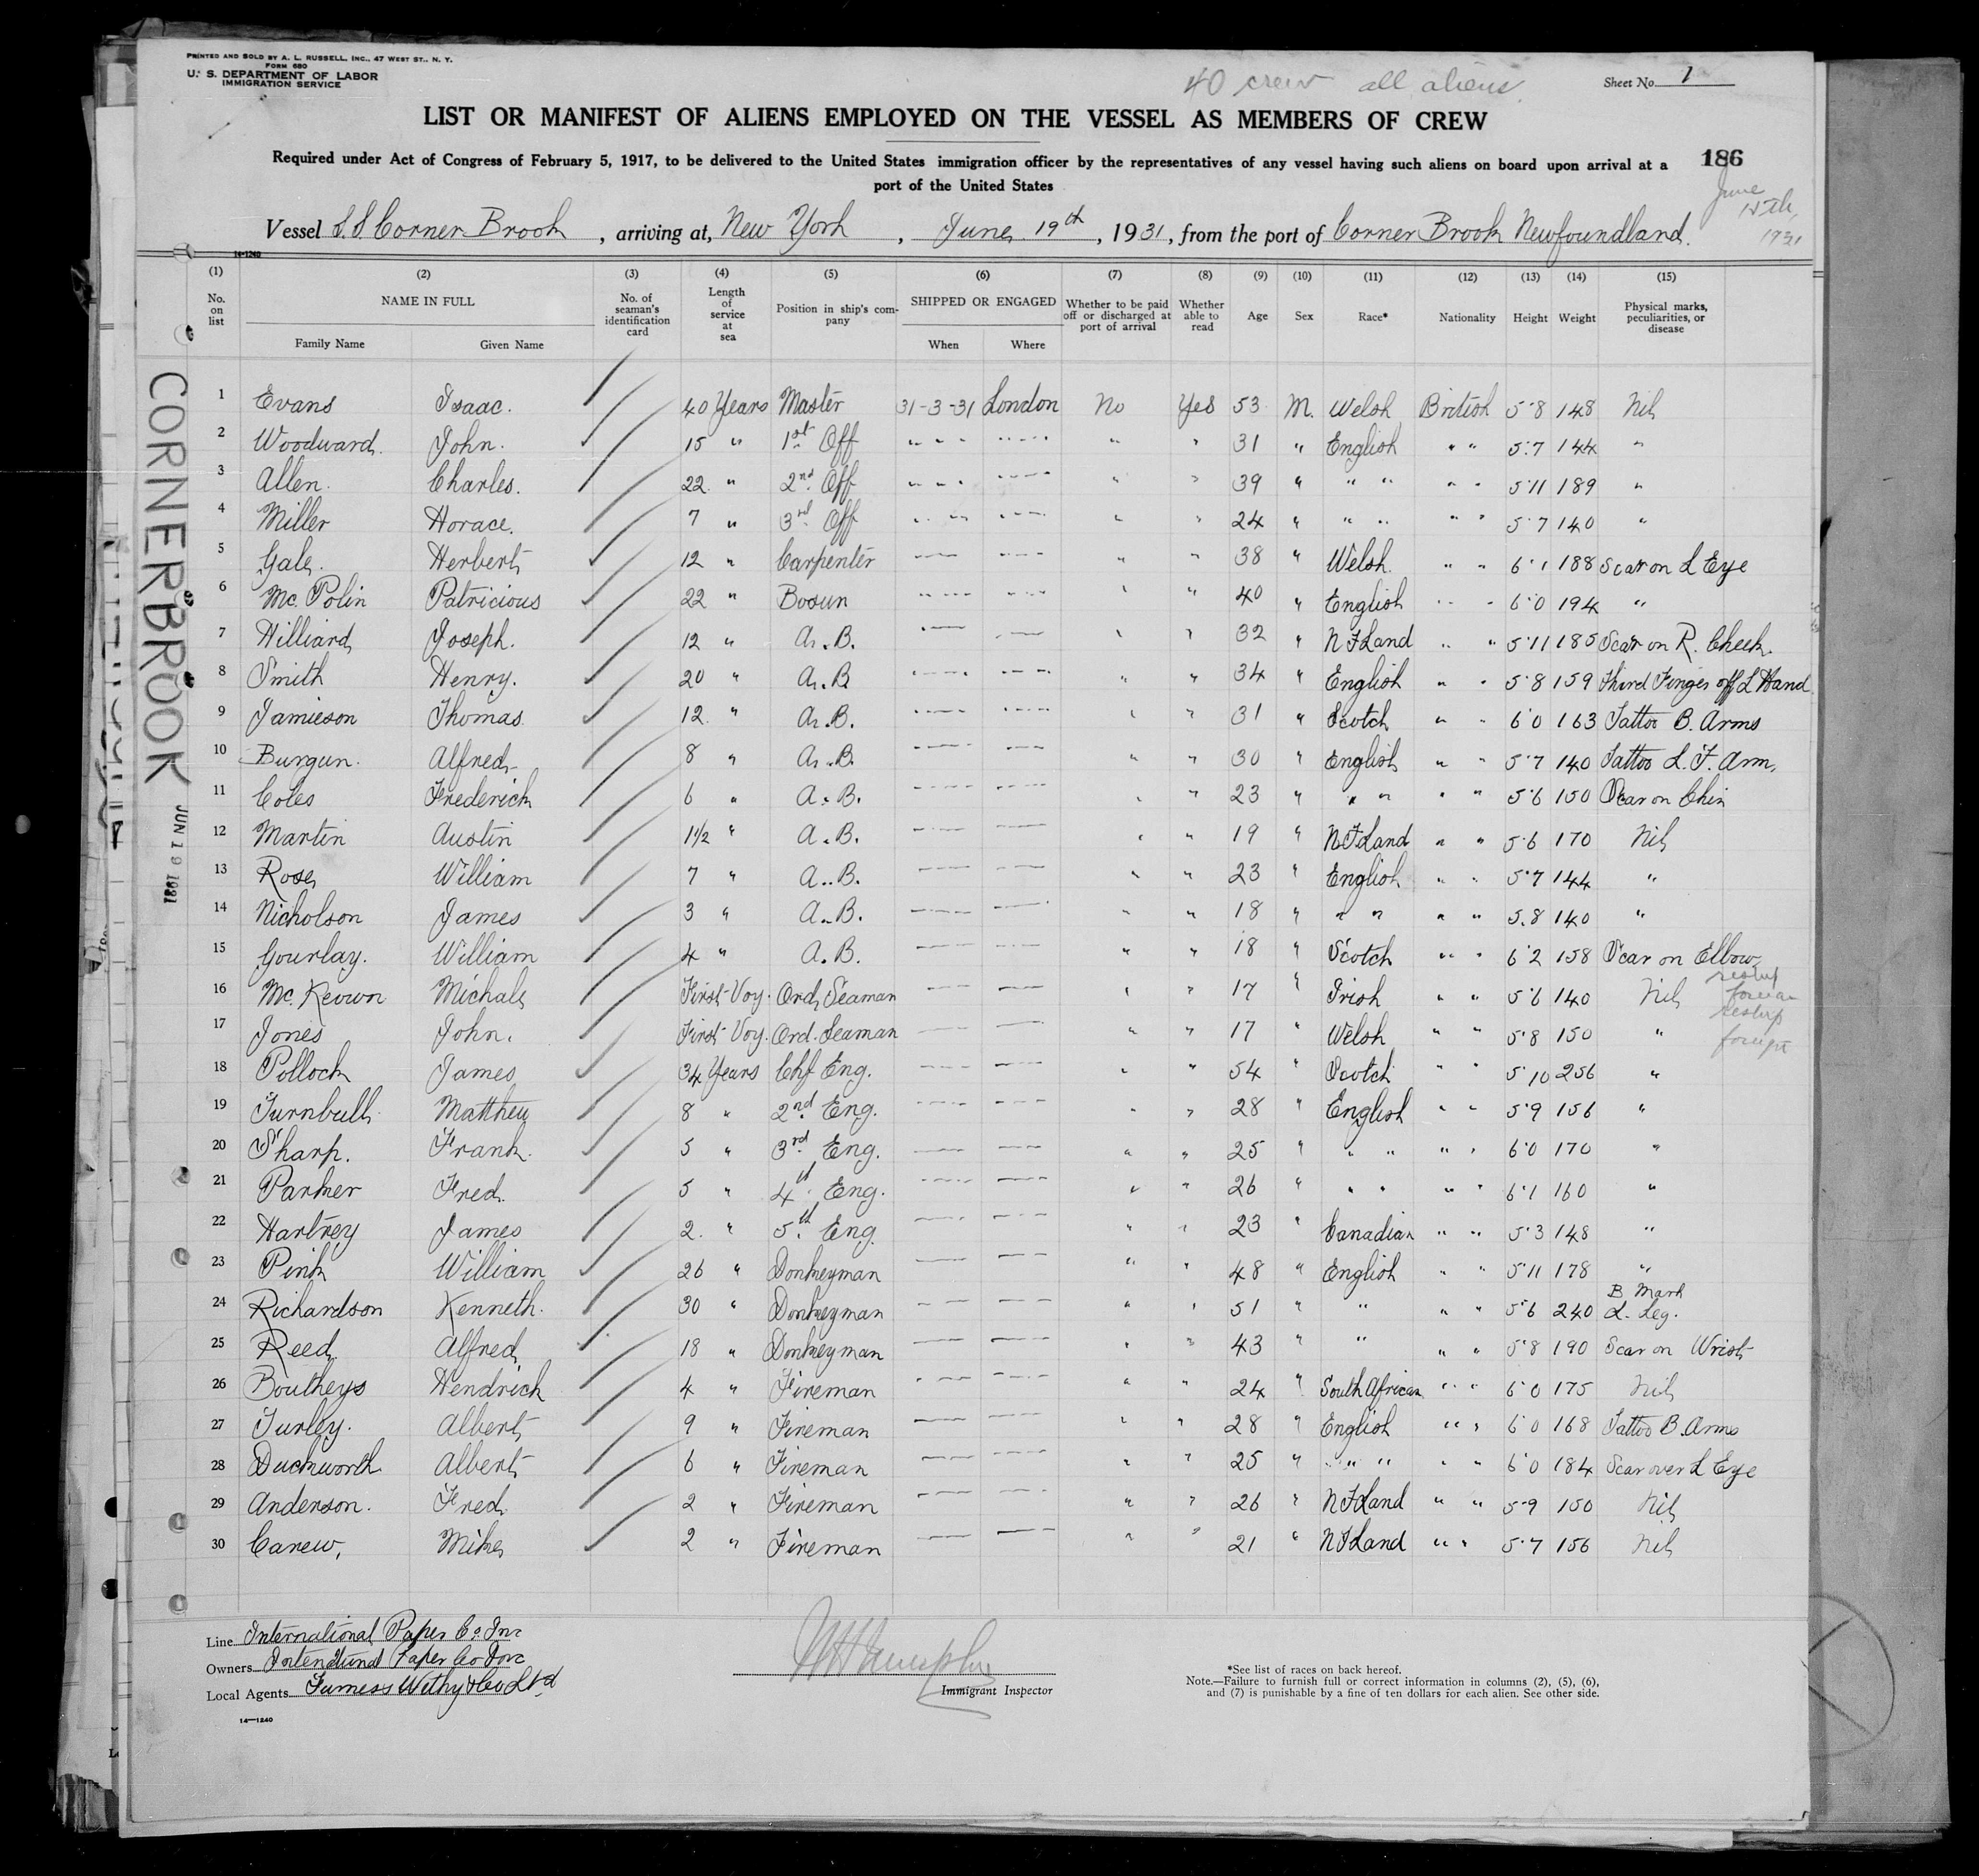 PRINTED AND SOLD BY A. L. RUSSELL, INC., 47 WEST ST., N. Y.
FORM 680
U. S. DEPARTMENT OF LABOR
IMMIGRATION SERVICE
40 crew all aliens
Sheet No. 1
LIST OR MANIFEST OF ALIENS EMPLOYED ON THE VESSEL AS MEMBERS OF CREW
Required under Act of Congress of February 5, 1917, to be delivered to the United States immigration officer by the representatives of any vessel having such aliens on board upon arrival at a
port of the United States
186
June
1931
Vessel S.S. Corner Brook, arriving at, New York, June 19th, 1931, from the port of Corner Brook Newfoundland.
14-1240
(1) (2) (3) (4) (5) (6) (7) (8) (9) (10) (11) (12) (13) (14) (15)
No. on list NAME IN FULL Family Name Given Name No. of seaman's identification card Length of service at sea Position in ship's company SHIPPED OR ENGAGED When Where Whether to be paid off or discharged at port of arrival Whether able to read Age Sex Race* Nationality Height Weight Physical marks, peculiarities, or disease
CORNERBROOK
JUN 19 1931
1 Evans Isaac. 40 Years Master 31-3-31 London No Yes 53 M. Welsh British 5'8 148 Nil
2 Woodward. John. 15 " 1st Off " " " " " " 31 " English " " 5'7 144 "
3 Allen. Charles. 22 " 2nd Off " " " " " " 39 " " " " " 5'11 189 "
4 Miller Horace. 7 " 3rd Off " " " " " " 24 " " " " " 5'7 140 "
5 Gale. Herbert 12 " Carpenter " " " " 38 " Welsh. " " 6'1 188 Scar on L Eye
6 Mc. Polin Patricious 22 " Bosun " " " " 40 " English " " 6'0 194 "
7 Hilliard Joseph. 12 " A.B. " " " " 32 " NFLand " " 5'11 185 Scar on R. Cheek.
8 Smith Henry. 20 " A.B. " " " " 34 " English " " 5'8 159 Third Finger off L Hand
9 Jamieson Thomas 12 " A.B. " " " " 31 " Scotch " " 6'0 163 Tattoo B. Arms
10 Burgun. Alfred 8 " A.B. " " " " 30 " English " " 5'7 140 Tattoo L. F. Arm.
11 Coles Frederick 6 " A.B. " " " " 23 " " " " " 5'6 150 Scar on Chin
12 Martin Austin 1 1/2 " A.B. " " " " 19 " NFLand " " 5'6 170 Nil
13 Rose William 7 " A.B. " " " " 23 " English " " 5'7 144 "
14 Nicholson James 3 " A.B. " " " " 18 " " " " " 5.8 140 "
15 Gourlay. William 4 " A.B. " " " " 18 " Scotch " " 6'2 158 Scar on Elbow
16 Mc. Keown Michale First Voy. Ord. Seaman " " " " 17 " Irish " " 5'6 140 Nil
17 Jones John. First Voy. Ord. Seaman " " " " 17 " Welsh " " 5'8 150 "
18 Pollock James 34 Years Chf Eng. " " " " 54 " Scotch " " 5'10 256 "
19 Turnbull. Matthew 8 " 2nd Eng. " " " " 28 " English " " 5'9 156 "
20 Sharp. Frank. 5 " 3rd Eng. " " " " 25 " " " " " 6'0 170 "
21 Parker Fred. 5 " 4th Eng. " " " " 26 " " " " " 6'1 160 "
22 Hartrey James 2. " 5th Eng " " " " 23 " Canadian " " 5'3 148 "
23 Pink William 26 " Donkeyman " " " " 48 " English " " 5'11 178 "
24 Richardson Kenneth. 30 " Donkeyman " " " " 51 " " " " 5'6 240 B Mark L. Leg.
25 Reed Alfred 18 " Donkeyman " " " " 43 " " " " 5'8 190 Scar on Wrist
26 Boutheys Hendrick 4 " Fireman " " " " 24 " South African " " 6'0 175 Nil
27 Turley. Albert 9 " Fireman " " " " 28 " English " " 6'0 168 Tattoo B. Arms
28 Duckworth Albert 6 " Fireman " " " " 25 " " " " " 6'0 184 Scar over L Eye
29 Anderson. Fred. 2 " Fireman " " " " 26 " NFLand " " 5'9 150 Nil
30 Carew, Mike 2 " Fireman " " " " 21 " NFLand " " 5'7 156 Nil
Line International Paper Co. Inc
Owners International Paper Co Inc
Local Agents Furness Withy & Co Ltd
Immigrant Inspector
*See list of races on back hereof.
Note.—Failure to furnish full or correct information in columns (2), (5), (6),
and (7) is punishable by a fine of ten dollars for each alien. See other side.
14—1240